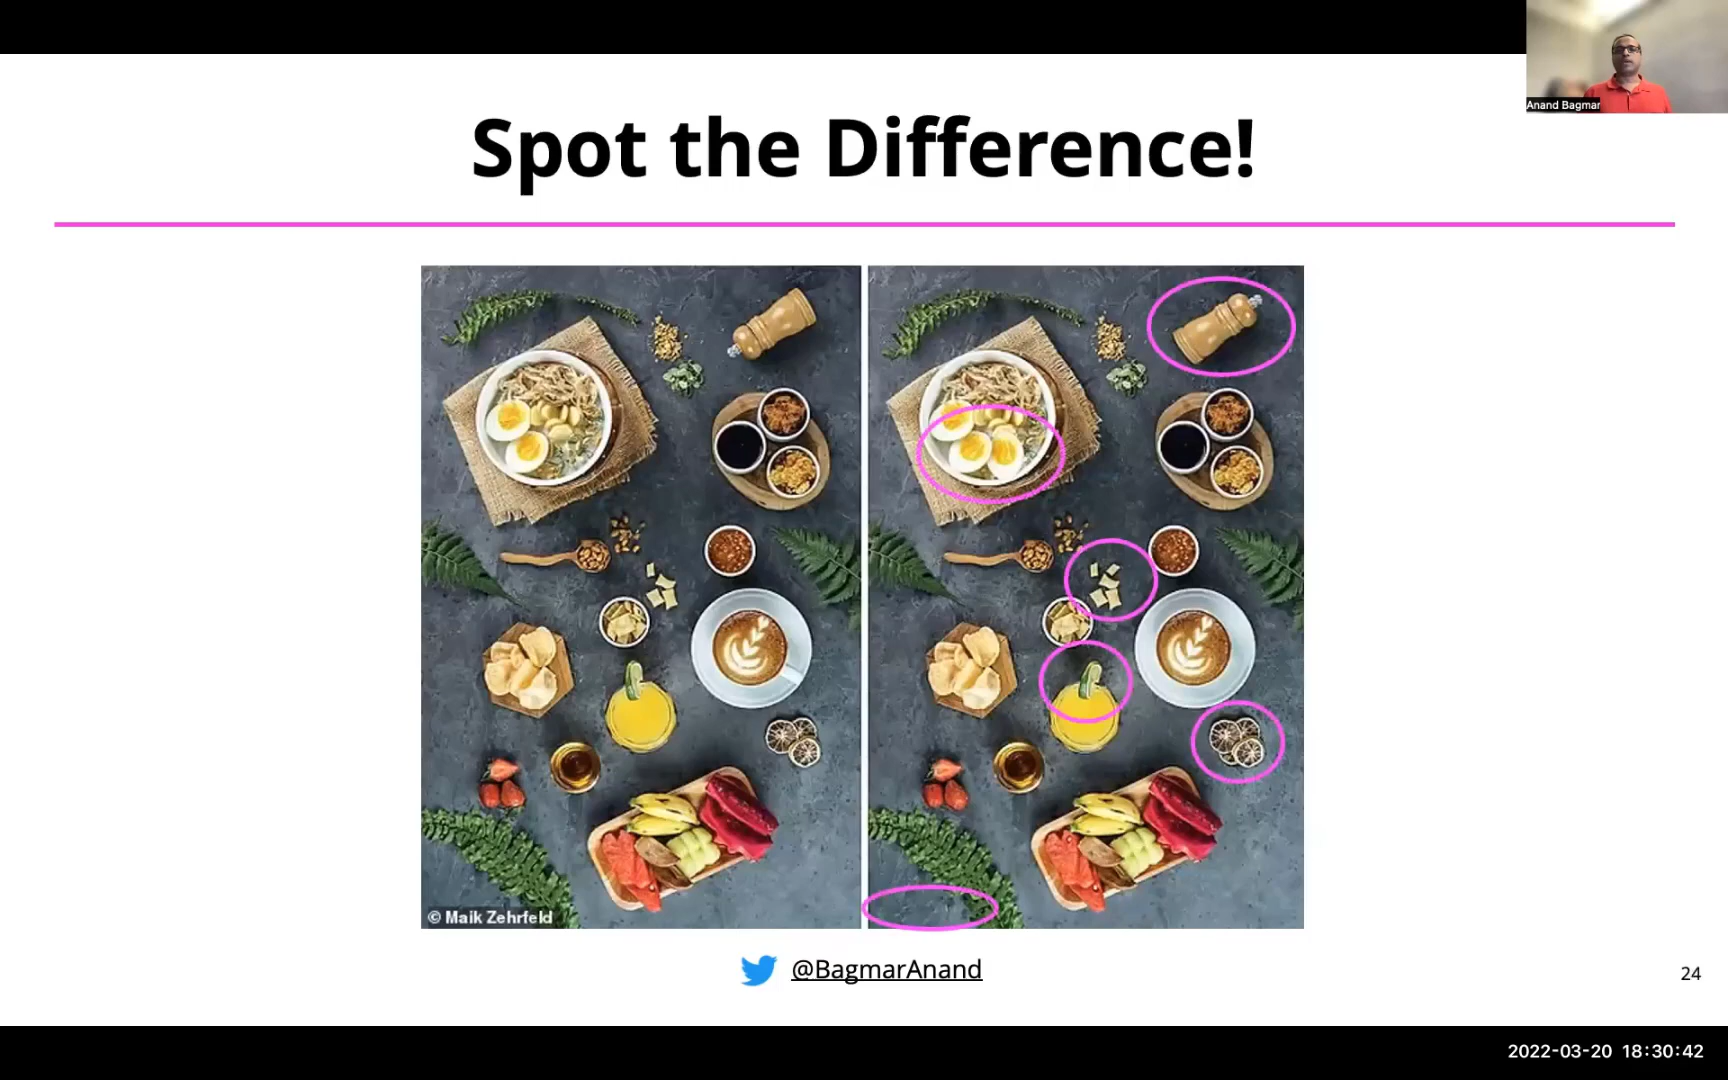 Anand Bagmar
Spot the Difference!
© Maik Zehrfeld
@BagmarAnand
24
2022-03-20 18:30:42